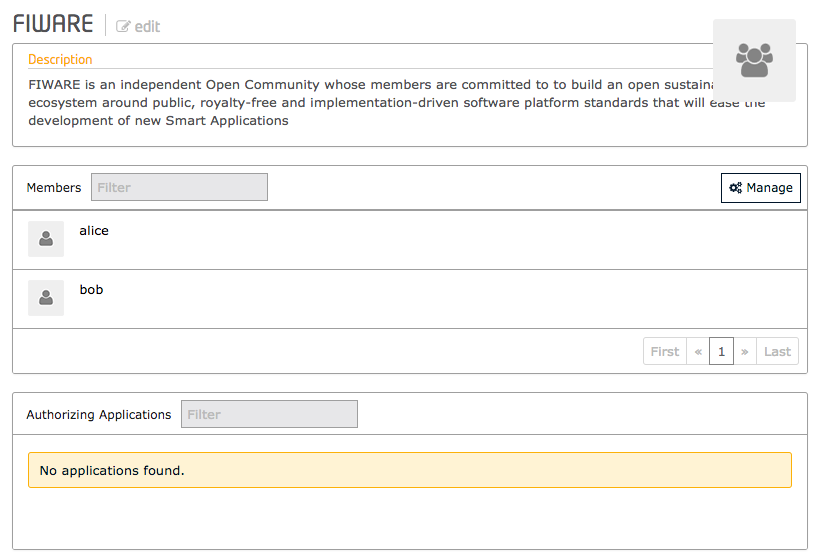 FIWARE edit
Description
FIWARE is an independent Open Community whose members are committed to to build an open
ecosystem around public, royalty-free and implementation-driven software platform standards that will ease the
development of new Smart Applications
Members Filter Manage
alice
bob
First « 1 » Last
Authorizing Applications Filter
No applications found.